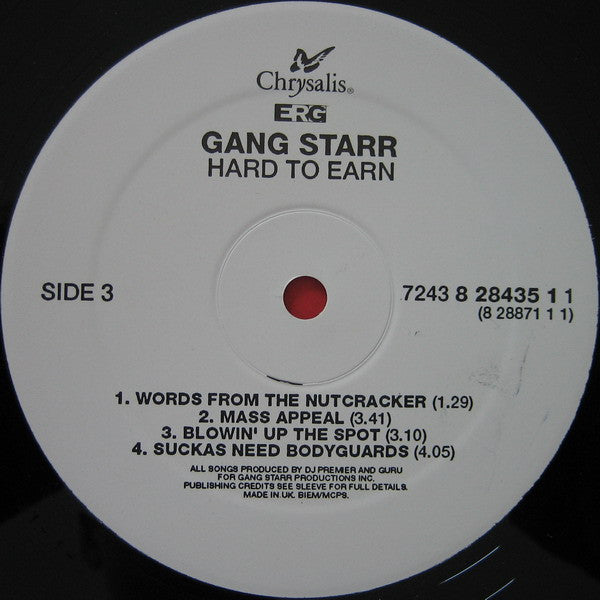 Chrysalis®
ERG
GANG STARR
HARD TO EARN
SIDE 3
7243 8 28435 1 1
(8 28871 1 1)
1. WORDS FROM THE NUTCRACKER (1.29)
2. MASS APPEAL (3.41)
3. BLOWIN' UP THE SPOT (3.10)
4. SUCKAS NEED BODYGUARDS (4.05)
ALL SONGS PRODUCED BY DJ PREMIER AND GURU
FOR GANG STARR PRODUCTIONS INC.
PUBLISHING CREDITS SEE SLEEVE FOR FULL DETAILS.
MADE IN UK. BIEM/MCPS.